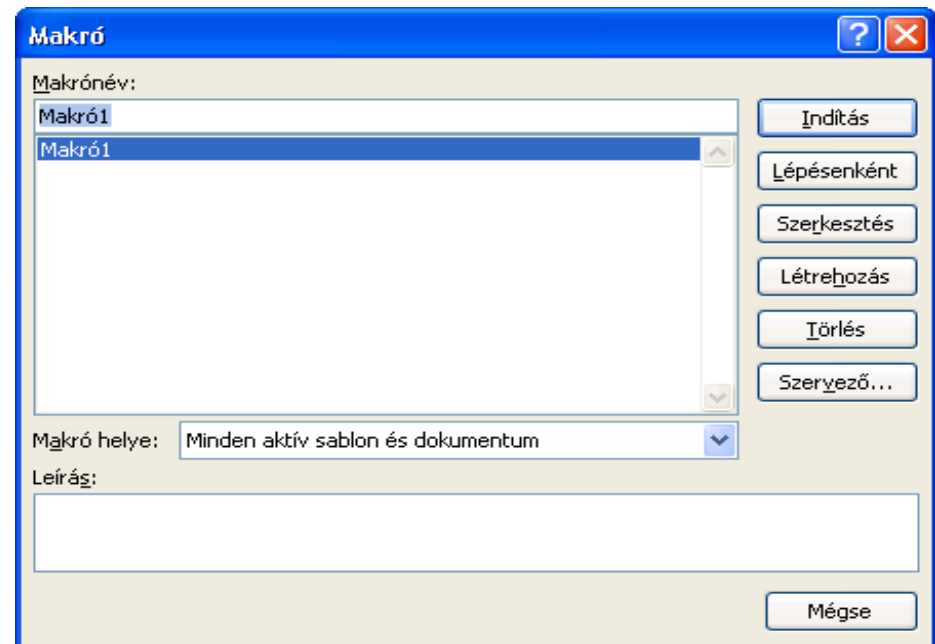 Makró
Makrónév:
Makró1
Makró1
Indítás
Lépésenként
Szerkesztés
Létrehozás
Törlés
Szervező...
Makró helye: Minden aktív sablon és dokumentum
Leírás:
Mégse